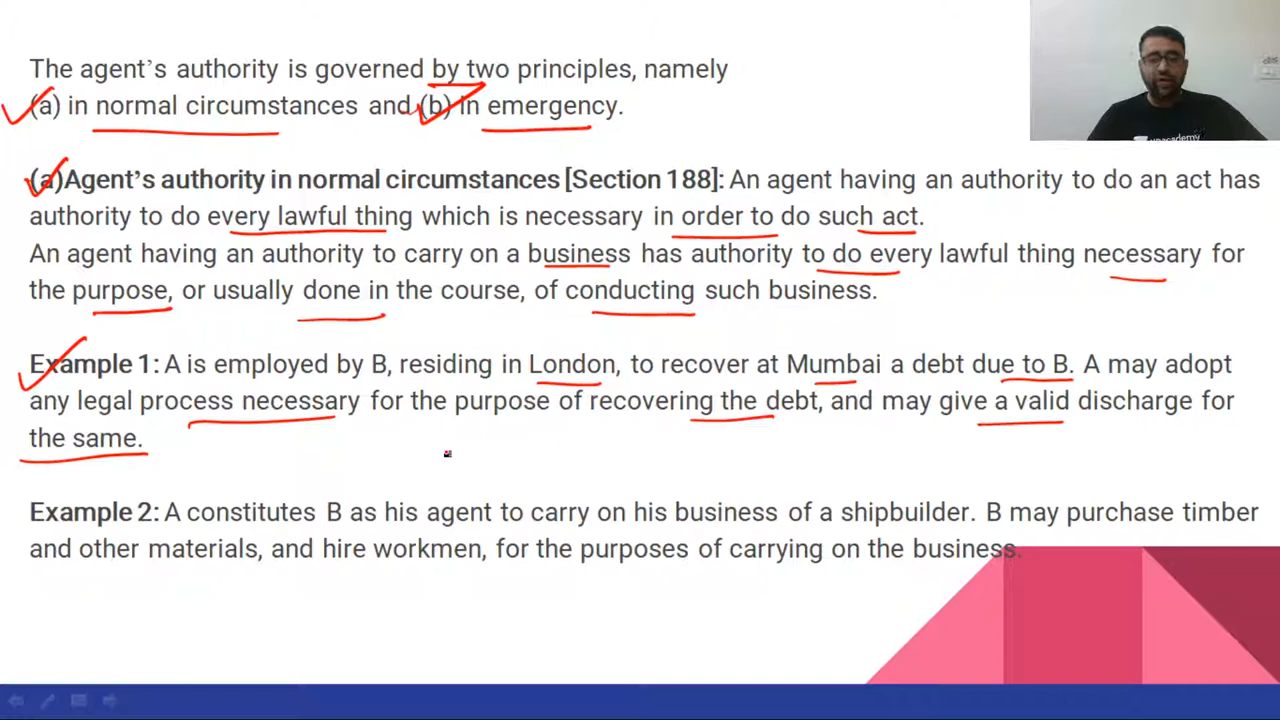 The agent's authority is governed by two principles, namely
(a) in normal circumstances and (b) in emergency.
(a)Agent's authority in normal circumstances [Section 188]: An agent having an authority to do an act has
authority to do every lawful thing which is necessary in order to do such act.
An agent having an authority to carry on a business has authority to do every lawful thing necessary for
the purpose, or usually done in the course, of conducting such business.
Example 1: A is employed by B, residing in London, to recover at Mumbai a debt due to B. A may adopt
any legal process necessary for the purpose of recovering the debt, and may give a valid discharge for
the same.
Example 2: A constitutes B as his agent to carry on his business of a shipbuilder. B may purchase timber
and other materials, and hire workmen, for the purposes of carrying on the business.